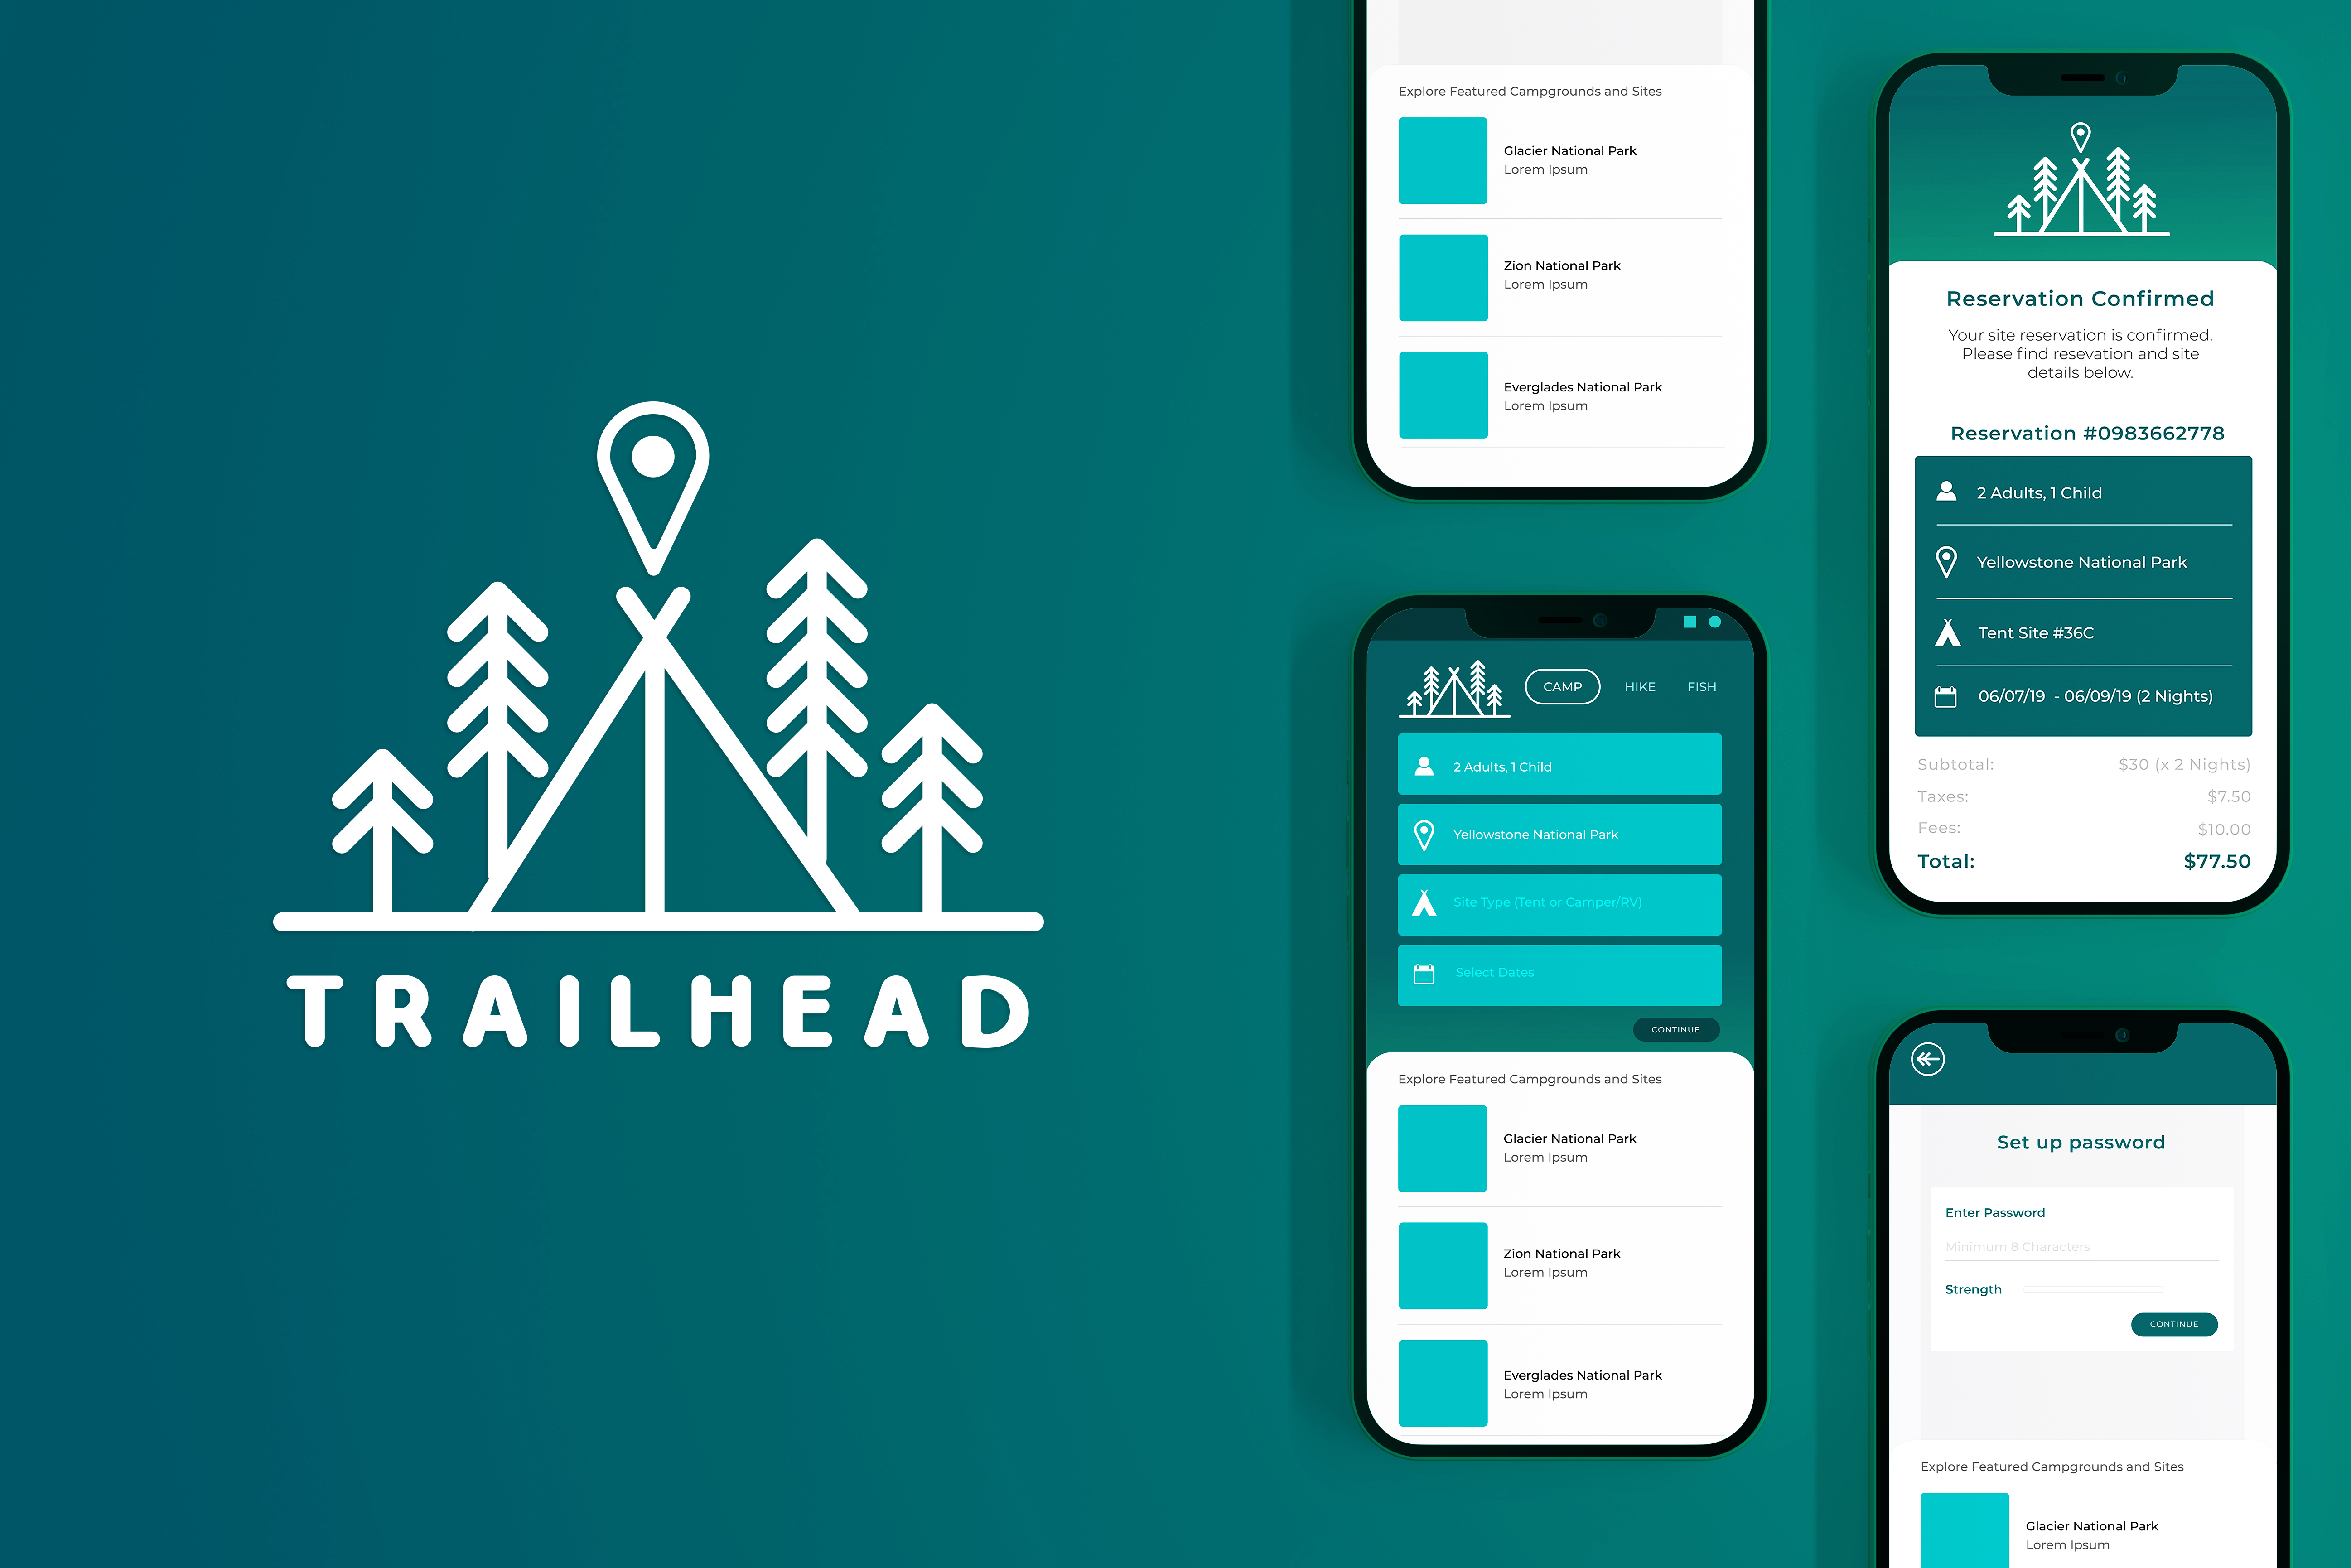 TRAILHEAD
Explore Featured Campgrounds and Sites
Glacier National Park
Lorem Ipsum
Zion National Park
Lorem Ipsum
Everglades National Park
Lorem Ipsum
CAMP HIKE FISH
2 Adults, 1 Child
Yellowstone National Park
Site Type (Tent or Camper/RV)
Select Dates
CONTINUE
Explore Featured Campgrounds and Sites
Glacier National Park
Lorem Ipsum
Zion National Park
Lorem Ipsum
Everglades National Park
Lorem Ipsum
Reservation Confirmed
Your site reservation is confirmed.
Please find resevation and site
details below.
Reservation #0983662778
2 Adults, 1 Child
Yellowstone National Park
Tent Site #36C
06/07/19 - 06/09/19 (2 Nights)
Subtotal: $30 (x 2 Nights)
Taxes: $7.50
Fees: $10.00
Total: $77.50
Set up password
Enter Password
Minimum 8 Characters
Strength
CONTINUE
Explore Featured Campgrounds and Sites
Glacier National Park
Lorem Ipsum